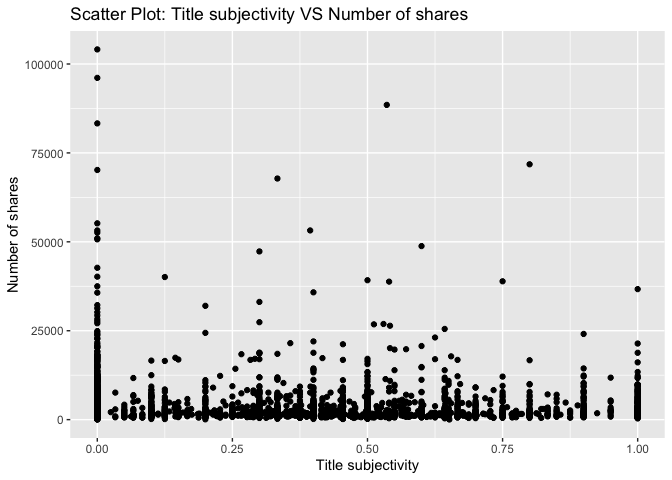 Scatter Plot: Title subjectivity VS Number of shares
100000
75000
50000
25000
0
Number of shares
0.00 0.25 0.50 0.75 1.00
Title subjectivity